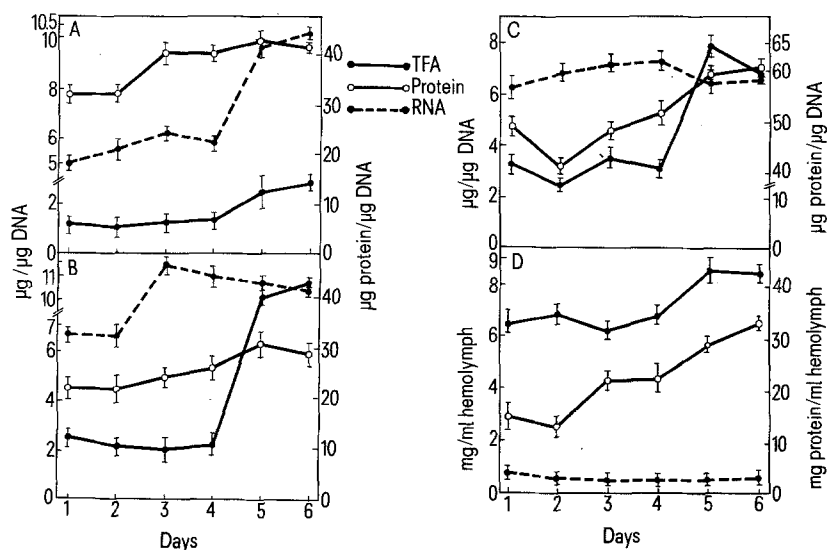 A
10.5
10
8
6
5
2
0
µg/µg DNA
40
30
20
10
0
µg protein/µg DNA
TFA
Protein
RNA
B
11
10
7
6
4
2
0
40
30
20
10
0
1 2 3 4 5 6
Days
C
8
6
4
2
0
µg/µg DNA
65
60
50
40
10
0
µg protein/µg DNA
D
9
8
6
4
2
0
mg/ml hemolymph
40
30
20
10
0
mg protein/ml hemolymph
1 2 3 4 5 6
Days